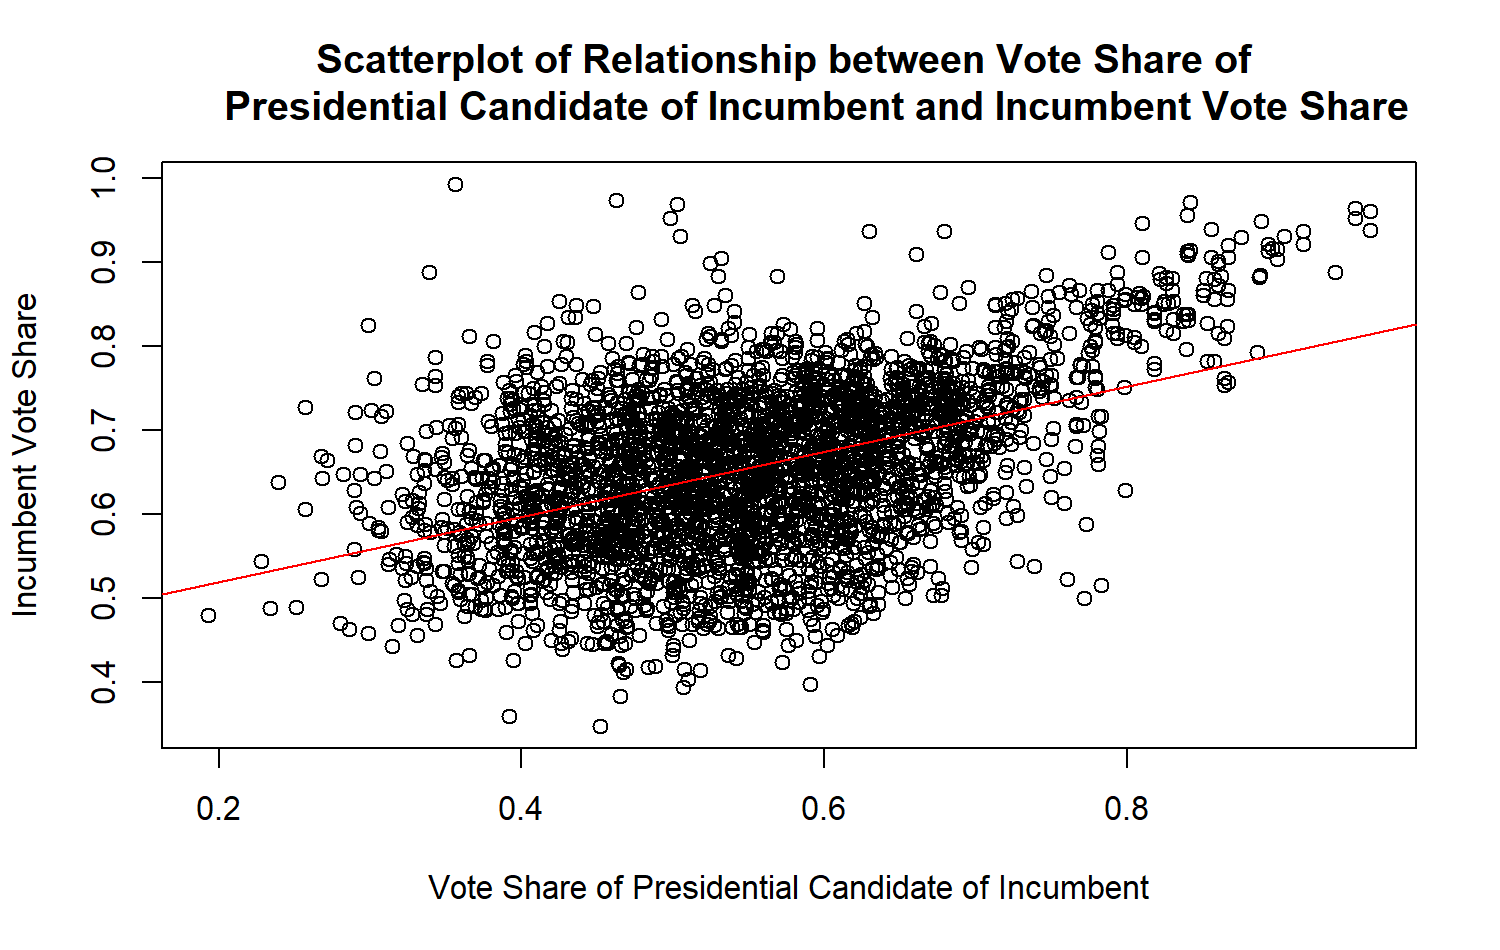 Scatterplot of Relationship between Vote Share of
Presidential Candidate of Incumbent and Incumbent Vote Share
Incumbent Vote Share
1.0
0.9
0.8
0.7
0.6
0.5
0.4
0.2 0.4 0.6 0.8
Vote Share of Presidential Candidate of Incumbent